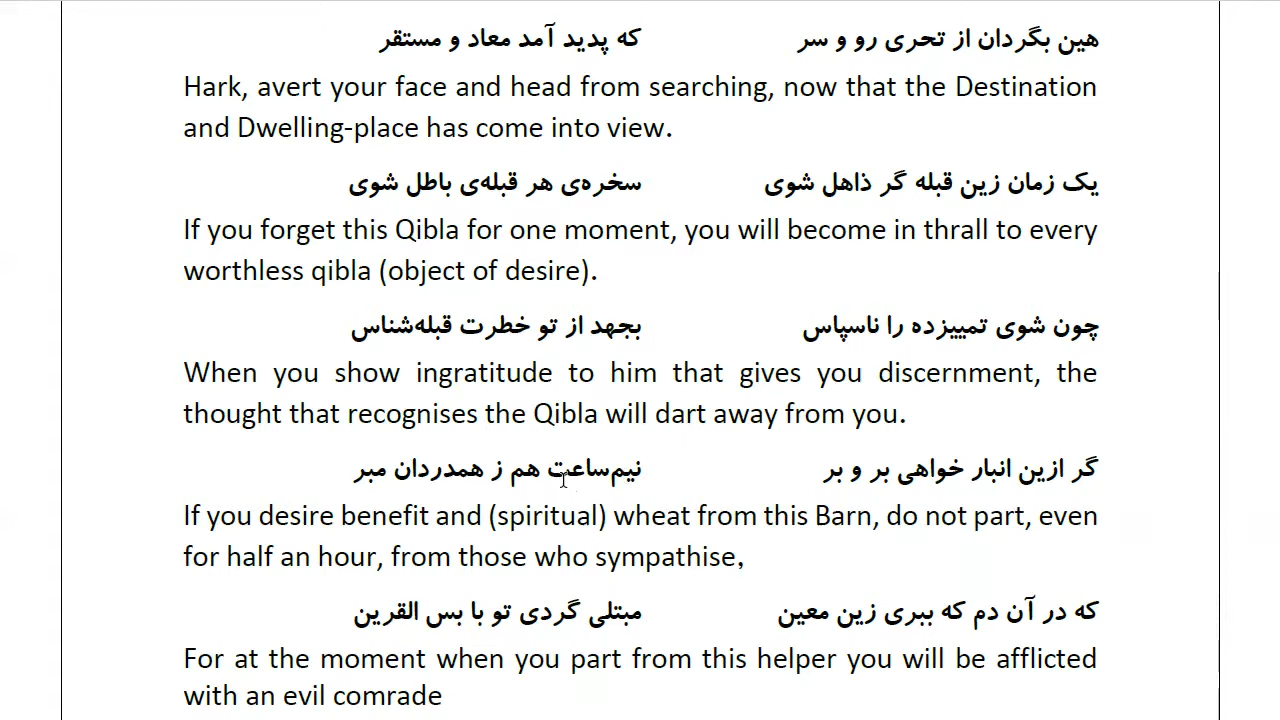 هین بگردان از تحری رو و سر که پدید آمد معاد و مستقر
Hark, avert your face and head from searching, now that the Destination
and Dwelling-place has come into view.
یک زمان زین قبله گر ذاهل شوی سخره‌ی هر قبله‌ی باطل شوی
If you forget this Qibla for one moment, you will become in thrall to every
worthless qibla (object of desire).
چون شوی تمییزده را ناسپاس بجهد از تو خطرت قبله‌شناس
When you show ingratitude to him that gives you discernment, the
thought that recognises the Qibla will dart away from you.
گر ازین انبار خواهی بر و بر نیم‌ساعت هم ز همدردان مبر
If you desire benefit and (spiritual) wheat from this Barn, do not part, even
for half an hour, from those who sympathise,
که در آن دم که ببری زین معین مبتلی گردی تو با بس القرین
For at the moment when you part from this helper you will be afflicted
with an evil comrade